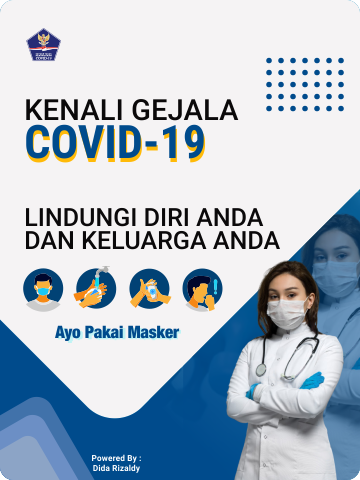 KENALI GEJALA
COVID-19
LINDUNGI DIRI ANDA
DAN KELUARGA ANDA
Ayo Pakai Masker
Powered By :
Dida Rizaldy